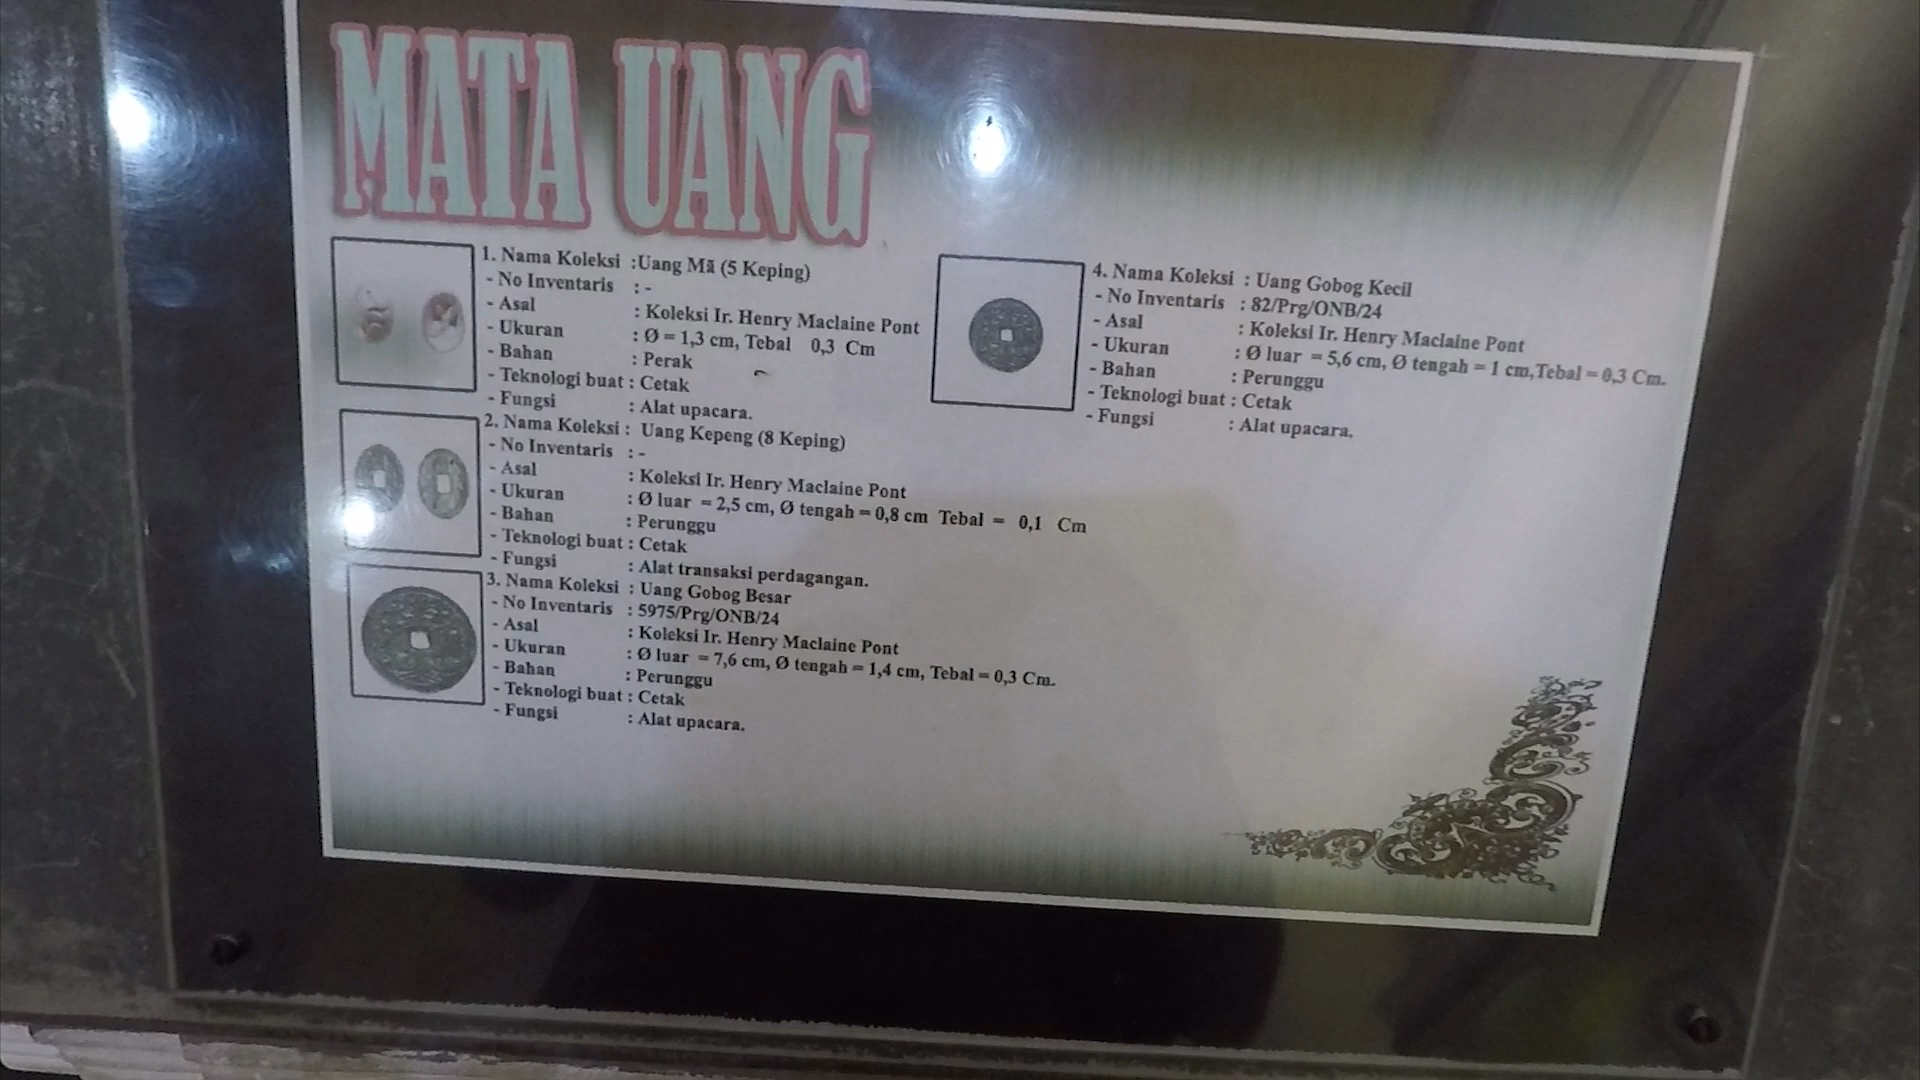 MATA UANG
1. Nama Koleksi : Uang Mā (5 Keping)
- No Inventaris : -
- Asal : Koleksi Ir. Henry Maclaine Pont
- Ukuran : Ø = 1,3 cm, Tebal 0,3 Cm
- Bahan : Perak
- Teknologi buat : Cetak
- Fungsi : Alat upacara.
2. Nama Koleksi : Uang Kepeng (8 Keping)
- No Inventaris : -
- Asal : Koleksi Ir. Henry Maclaine Pont
- Ukuran : Ø luar = 2,5 cm, Ø tengah = 0,8 cm Tebal = 0,1 Cm
- Bahan : Perunggu
- Teknologi buat : Cetak
- Fungsi : Alat transaksi perdagangan.
3. Nama Koleksi : Uang Gobog Besar
- No Inventaris : 5975/Prg/ONB/24
- Asal : Koleksi Ir. Henry Maclaine Pont
- Ukuran : Ø luar = 7,6 cm, Ø tengah = 1,4 cm, Tebal = 0,3 Cm.
- Bahan : Perunggu
- Teknologi buat : Cetak
- Fungsi : Alat upacara.
4. Nama Koleksi : Uang Gobog Kecil
- No Inventaris : 82/Prg/ONB/24
- Asal : Koleksi Ir. Henry Maclaine Pont
- Ukuran : Ø luar = 5,6 cm, Ø tengah = 1 cm,Tebal = 0,3 Cm.
- Bahan : Perunggu
- Teknologi buat : Cetak
- Fungsi : Alat upacara.